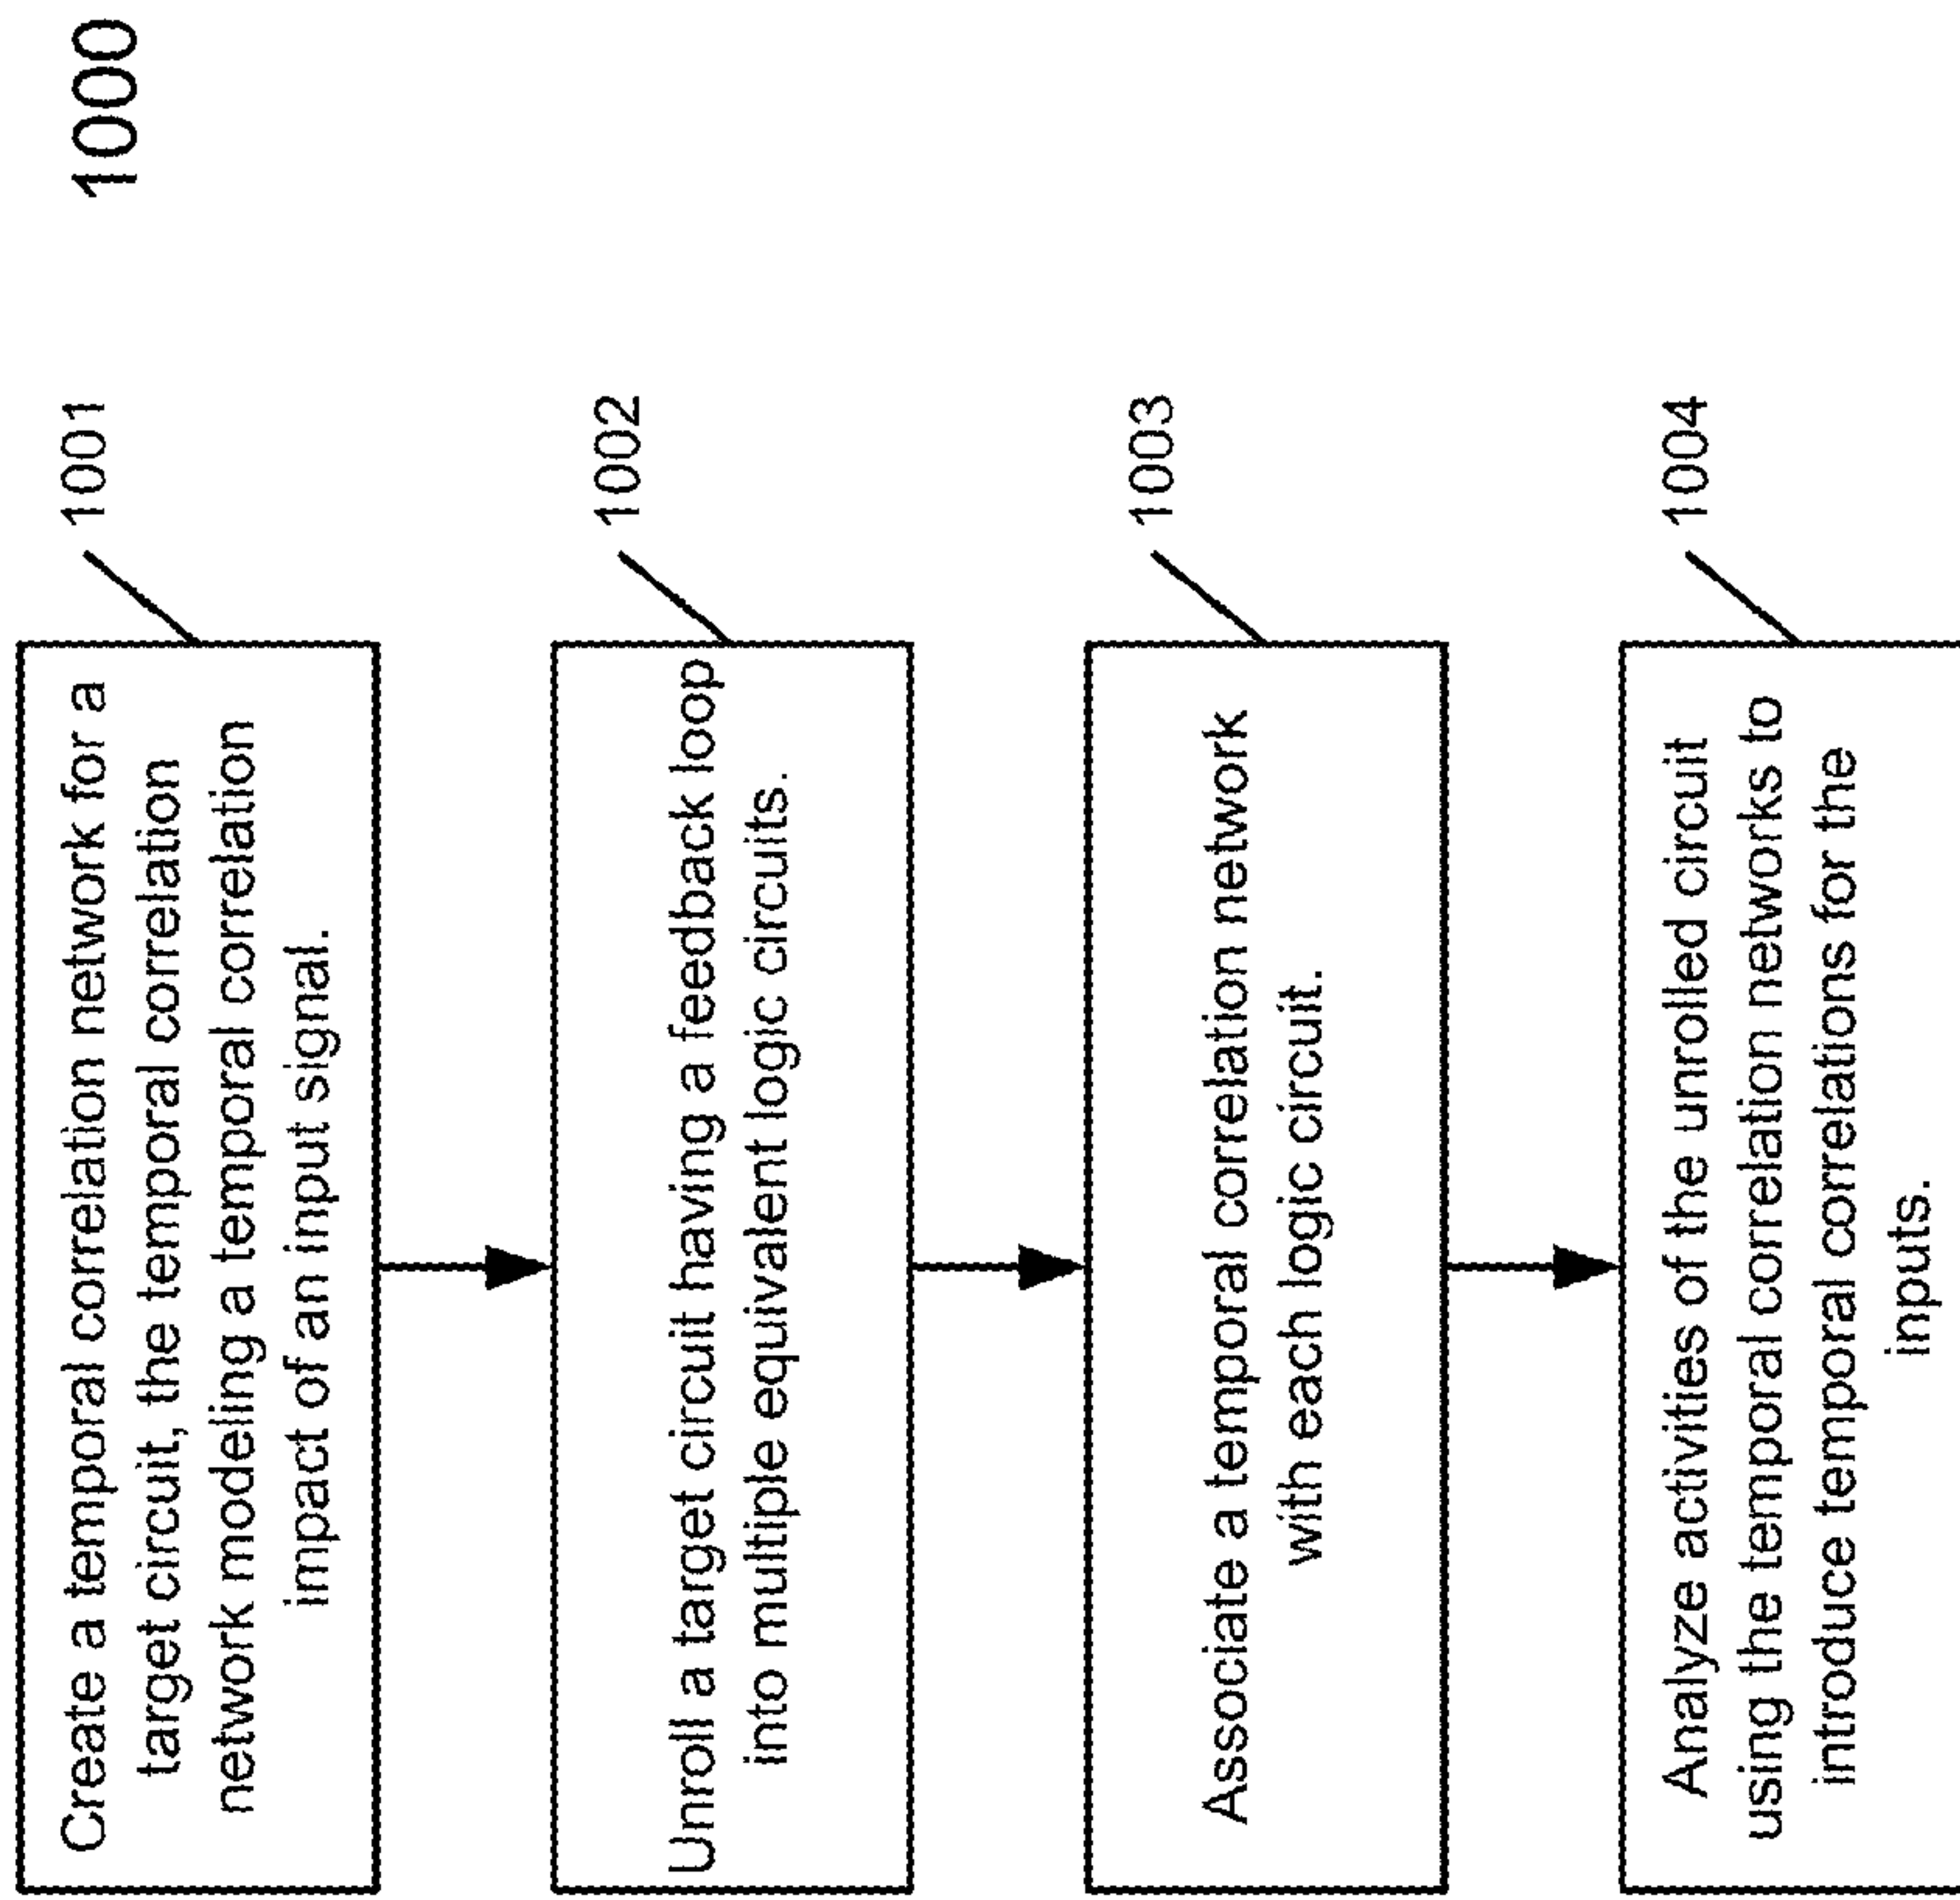 1000
Create a temporal correlation network for a
target circuit, the temporal correlation
network modeling a temporal correlation
impact of an input signal.
1001
Unroll a target circuit having a feedback loop
into multiple equivalent logic circuits.
1002
Associate a temporal correlation network
with each logic circuit.
1003
Analyze activities of the unrolled circuit
using the temporal correlation networks to
introduce temporal correlations for the
inputs.
1004